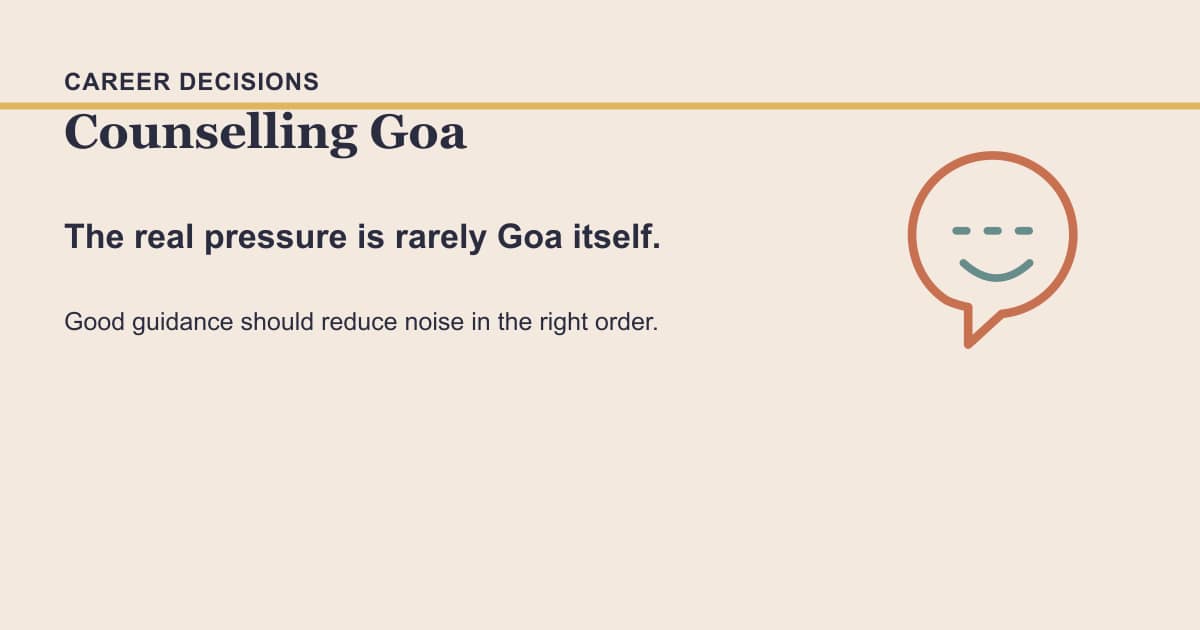 CAREER DECISIONS
Counselling Goa
The real pressure is rarely Goa itself.
Good guidance should reduce noise in the right order.